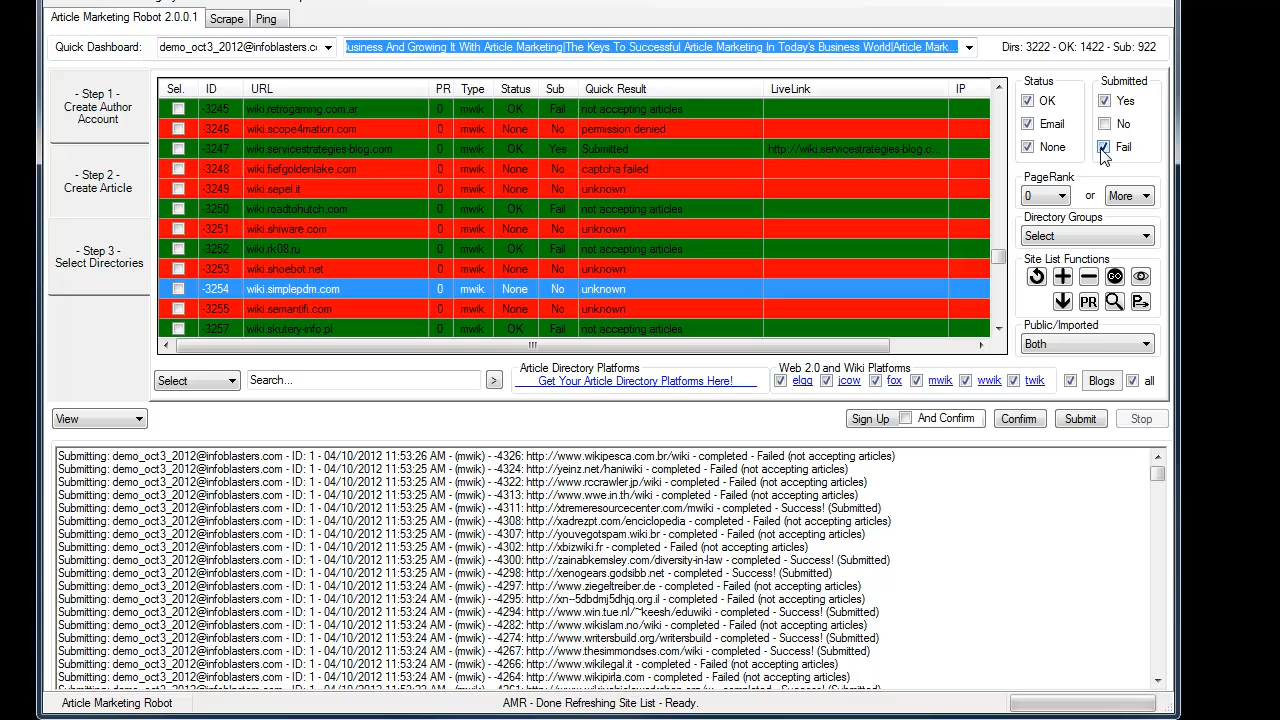 Article Marketing Robot 2.0.0.1 Scrape Ping
Quick Dashboard: demo_oct3_2012@infoblasters.cc usiness And Growing It With Article Marketing|The Keys To Successful Article Marketing In Today's Business World|Article Mark... Dirs: 3222 - OK: 1422 - Sub: 922
- Step 1 -
Create Author
Account
- Step 2 -
Create Article
- Step 3 -
Select Directories
Sel. ID URL PR Type Status Sub Quick Result LiveLink IP
-3245 wiki.retrogaming.com.ar 0 mwik OK Fail not accepting articles
-3246 wiki.scope4mation.com 0 mwik None No permission denied
-3247 wiki.servicestrategies-blog.com 0 mwik OK Yes Submitted http://wiki.servicestrategies-blog.c...
-3248 wiki.fiefgoldenlake.com 0 mwik None No captcha failed
-3249 wiki.sepel.it 0 mwik None No unknown
-3250 wiki.roadtohutch.com 0 mwik OK Fail not accepting articles
-3251 wiki.shiware.com 0 mwik None No unknown
-3252 wiki.rk08.ru 0 mwik OK Fail not accepting articles
-3253 wiki.shoebot.net 0 mwik None No unknown
-3254 wiki.simplepdm.com 0 mwik None No unknown
-3255 wiki.semantifi.com 0 mwik None No unknown
-3257 wiki.skutery-info.pl 0 mwik OK Fail not accepting articles
Status Submitted
OK Yes
Email No
None Fail
PageRank
0 or More
Directory Groups
Select
Site List Functions
GO
PR P
Public/Imported
Both
Select Search... > Article Directory Platforms
Get Your Article Directory Platforms Here!
Web 2.0 and Wiki Platforms
elgg jcow fox mwik wwik twik Blogs all
View Sign Up And Confirm Confirm Submit Stop
Submitting: demo_oct3_2012@infoblasters.com - ID: 1 - 04/10/2012 11:53:26 AM - (mwik) - -4326: http://www.wikipesca.com.br/wiki - completed - Failed (not accepting articles)
Submitting: demo_oct3_2012@infoblasters.com - ID: 1 - 04/10/2012 11:53:25 AM - (mwik) - -4324: http://yeinz.net/haniwiki - completed - Failed (not accepting articles)
Submitting: demo_oct3_2012@infoblasters.com - ID: 1 - 04/10/2012 11:53:25 AM - (mwik) - -4322: http://www.rccrawler.jp/wiki - completed - Failed (not accepting articles)
Submitting: demo_oct3_2012@infoblasters.com - ID: 1 - 04/10/2012 11:53:25 AM - (mwik) - -4313: http://www.wwe.in.th/wiki - completed - Failed (not accepting articles)
Submitting: demo_oct3_2012@infoblasters.com - ID: 1 - 04/10/2012 11:53:25 AM - (mwik) - -4311: http://xtremeresourcecenter.com/mwiki - completed - Success! (Submitted)
Submitting: demo_oct3_2012@infoblasters.com - ID: 1 - 04/10/2012 11:53:25 AM - (mwik) - -4308: http://xadrezpt.com/enciclopedia - completed - Failed (not accepting articles)
Submitting: demo_oct3_2012@infoblasters.com - ID: 1 - 04/10/2012 11:53:25 AM - (mwik) - -4307: http://youvegotspam.wiki.br - completed - Failed (not accepting articles)
Submitting: demo_oct3_2012@infoblasters.com - ID: 1 - 04/10/2012 11:53:25 AM - (mwik) - -4302: http://xbizwiki.fr - completed - Failed (not accepting articles)
Submitting: demo_oct3_2012@infoblasters.com - ID: 1 - 04/10/2012 11:53:25 AM - (mwik) - -4300: http://zainabkemsley.com/diversity-in-law - completed - Success! (Submitted)
Submitting: demo_oct3_2012@infoblasters.com - ID: 1 - 04/10/2012 11:53:25 AM - (mwik) - -4298: http://xenogears.godsibb.net - completed - Success! (Submitted)
Submitting: demo_oct3_2012@infoblasters.com - ID: 1 - 04/10/2012 11:53:25 AM - (mwik) - -4297: http://www.ziegeltreiber.de - completed - Failed (not accepting articles)
Submitting: demo_oct3_2012@infoblasters.com - ID: 1 - 04/10/2012 11:53:25 AM - (mwik) - -4295: http://xn--5dbdmj5dhjq.org.il - completed - Failed (not accepting articles)
Submitting: demo_oct3_2012@infoblasters.com - ID: 1 - 04/10/2012 11:53:24 AM - (mwik) - -4294: http://www.win.tue.nl/~keesh/eduwiki - completed - Success! (Submitted)
Submitting: demo_oct3_2012@infoblasters.com - ID: 1 - 04/10/2012 11:53:24 AM - (mwik) - -4282: http://www.wikislam.no/wiki - completed - Failed (not accepting articles)
Submitting: demo_oct3_2012@infoblasters.com - ID: 1 - 04/10/2012 11:53:24 AM - (mwik) - -4274: http://www.writersbuild.org/writersbuild - completed - Success! (Submitted)
Submitting: demo_oct3_2012@infoblasters.com - ID: 1 - 04/10/2012 11:53:24 AM - (mwik) - -4267: http://www.thesimmondses.com/wiki - completed - Success! (Submitted)
Submitting: demo_oct3_2012@infoblasters.com - ID: 1 - 04/10/2012 11:53:24 AM - (mwik) - -4266: http://www.wikilegal.it - completed - Failed (not accepting articles)
Submitting: demo_oct3_2012@infoblasters.com - ID: 1 - 04/10/2012 11:53:24 AM - (mwik) - -4264: http://www.wikipirla.com - completed - Failed (not accepting articles)
Article Marketing Robot AMR - Done Refreshing Site List - Ready.